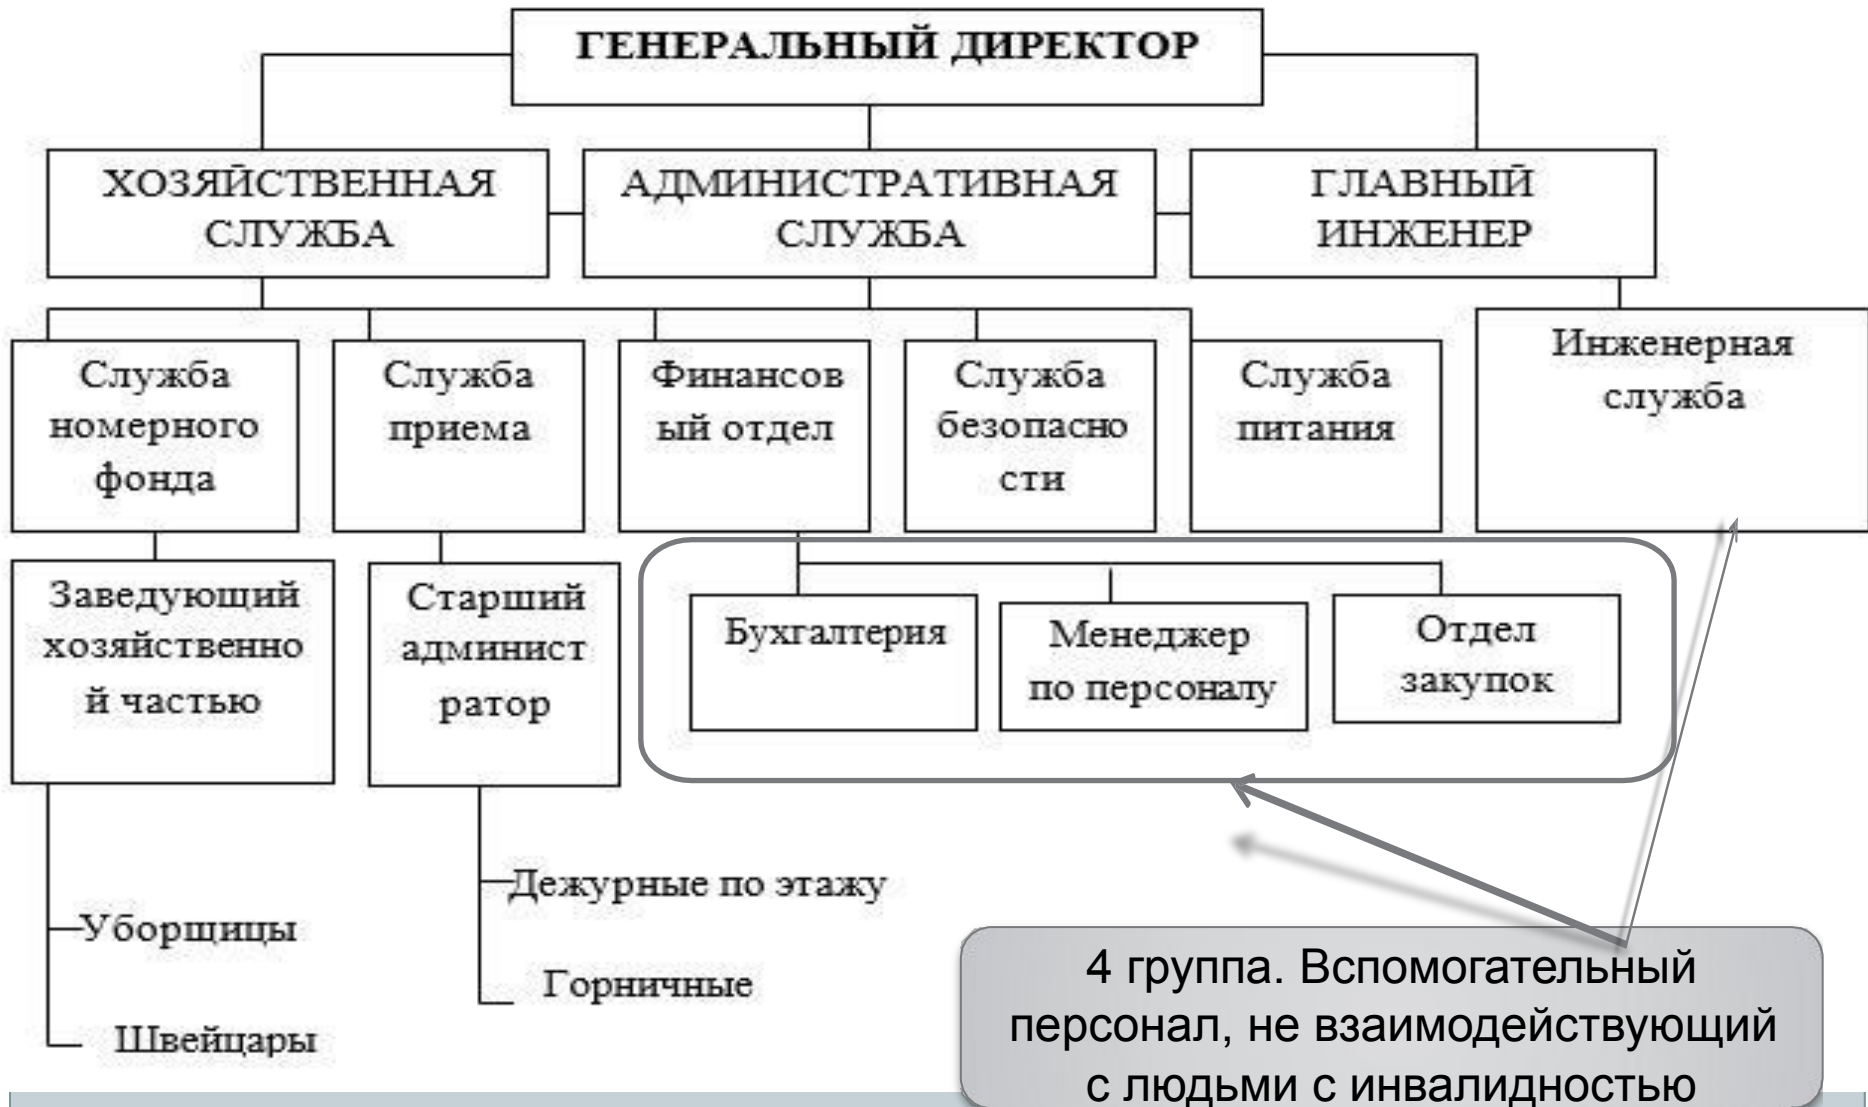 ГЕНЕРАЛЬНЫЙ ДИРЕКТОР
ХОЗЯЙСТВЕННАЯ
СЛУЖБА
АДМИНИСТРАТИВНАЯ
СЛУЖБА
ГЛАВНЫЙ
ИНЖЕНЕР
Служба
номерного
фонда
Служба
приема
Финансов
ый отдел
Служба
безопасно
сти
Служба
питания
Инженерная
служба
Заведующий
хозяйственно
й частью
Старший
админист
ратор
Бухгалтерия
Менеджер
по персоналу
Отдел
закупок
Уборщицы
Швейцары
Дежурные по этажу
Горничные
4 группа. Вспомогательный
персонал, не взаимодействующий
с людьми с инвалидностью